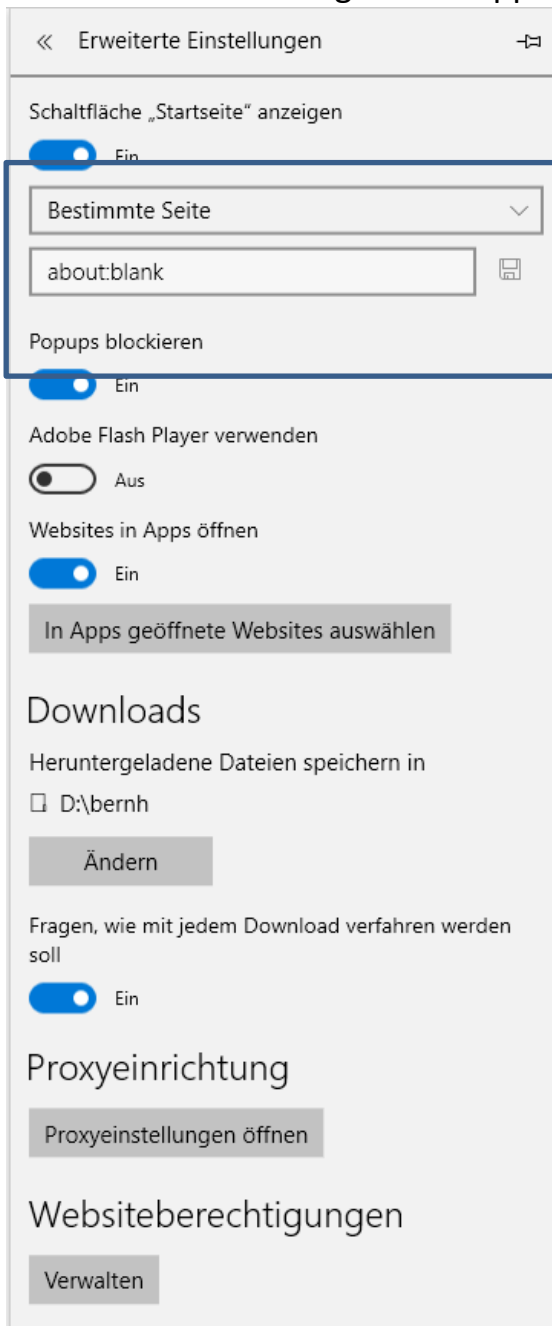 Erweiterte Einstellungen
Schaltfläche „Startseite“ anzeigen
Ein
Bestimmte Seite
about:blank
Popups blockieren
Ein
Adobe Flash Player verwenden
Aus
Websites in Apps öffnen
Ein
In Apps geöffnete Websites auswählen
Downloads
Heruntergeladene Dateien speichern in
D:\bernh
Ändern
Fragen, wie mit jedem Download verfahren werden
soll
Ein
Proxyeinrichtung
Proxyeinstellungen öffnen
Websiteberechtigungen
Verwalten